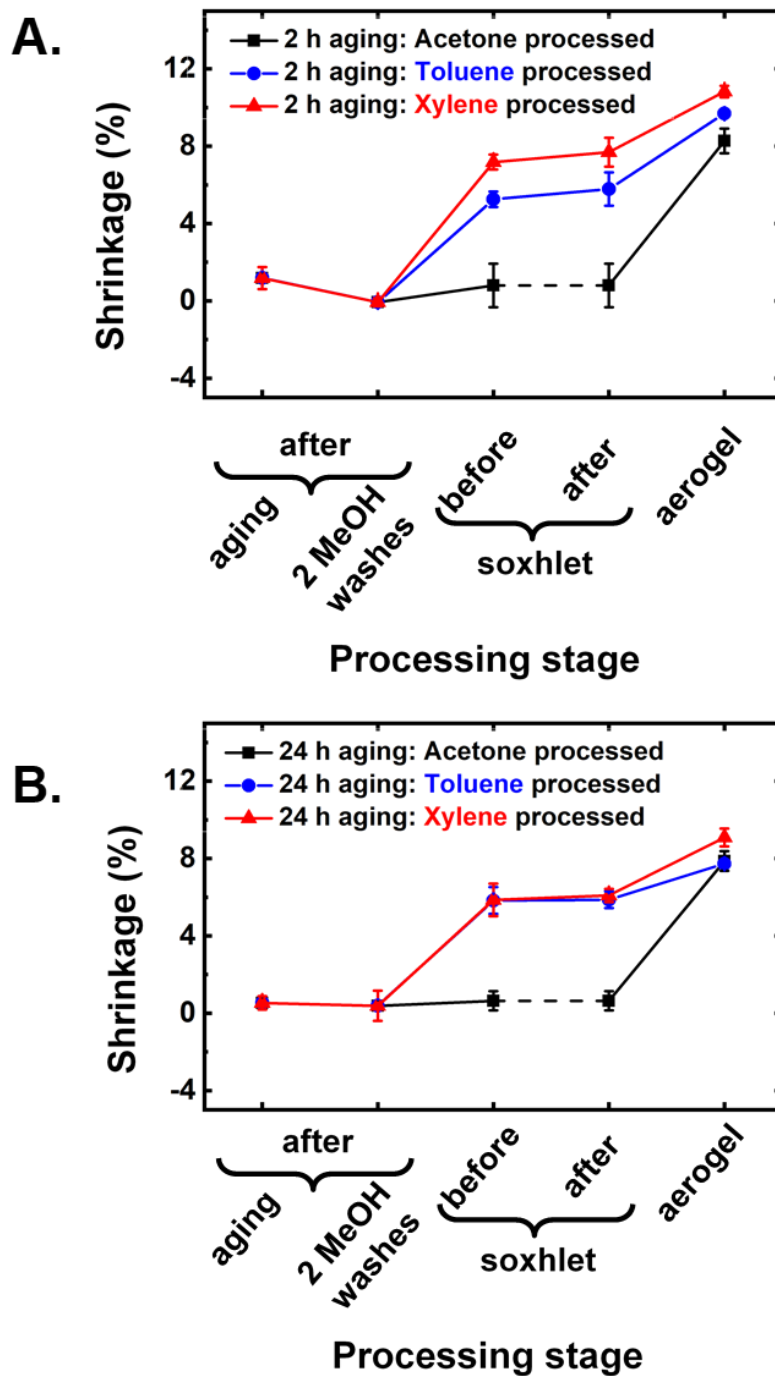 A.
2 h aging: Acetone processed
2 h aging: Toluene processed
2 h aging: Xylene processed
12
8
4
0
-4
Shrinkage (%)
after
aging
2 MeOH
washes
before
after
soxhlet
aerogel
Processing stage
B.
24 h aging: Acetone processed
24 h aging: Toluene processed
24 h aging: Xylene processed
12
8
4
0
-4
Shrinkage (%)
after
aging
2 MeOH
washes
before
after
soxhlet
aerogel
Processing stage